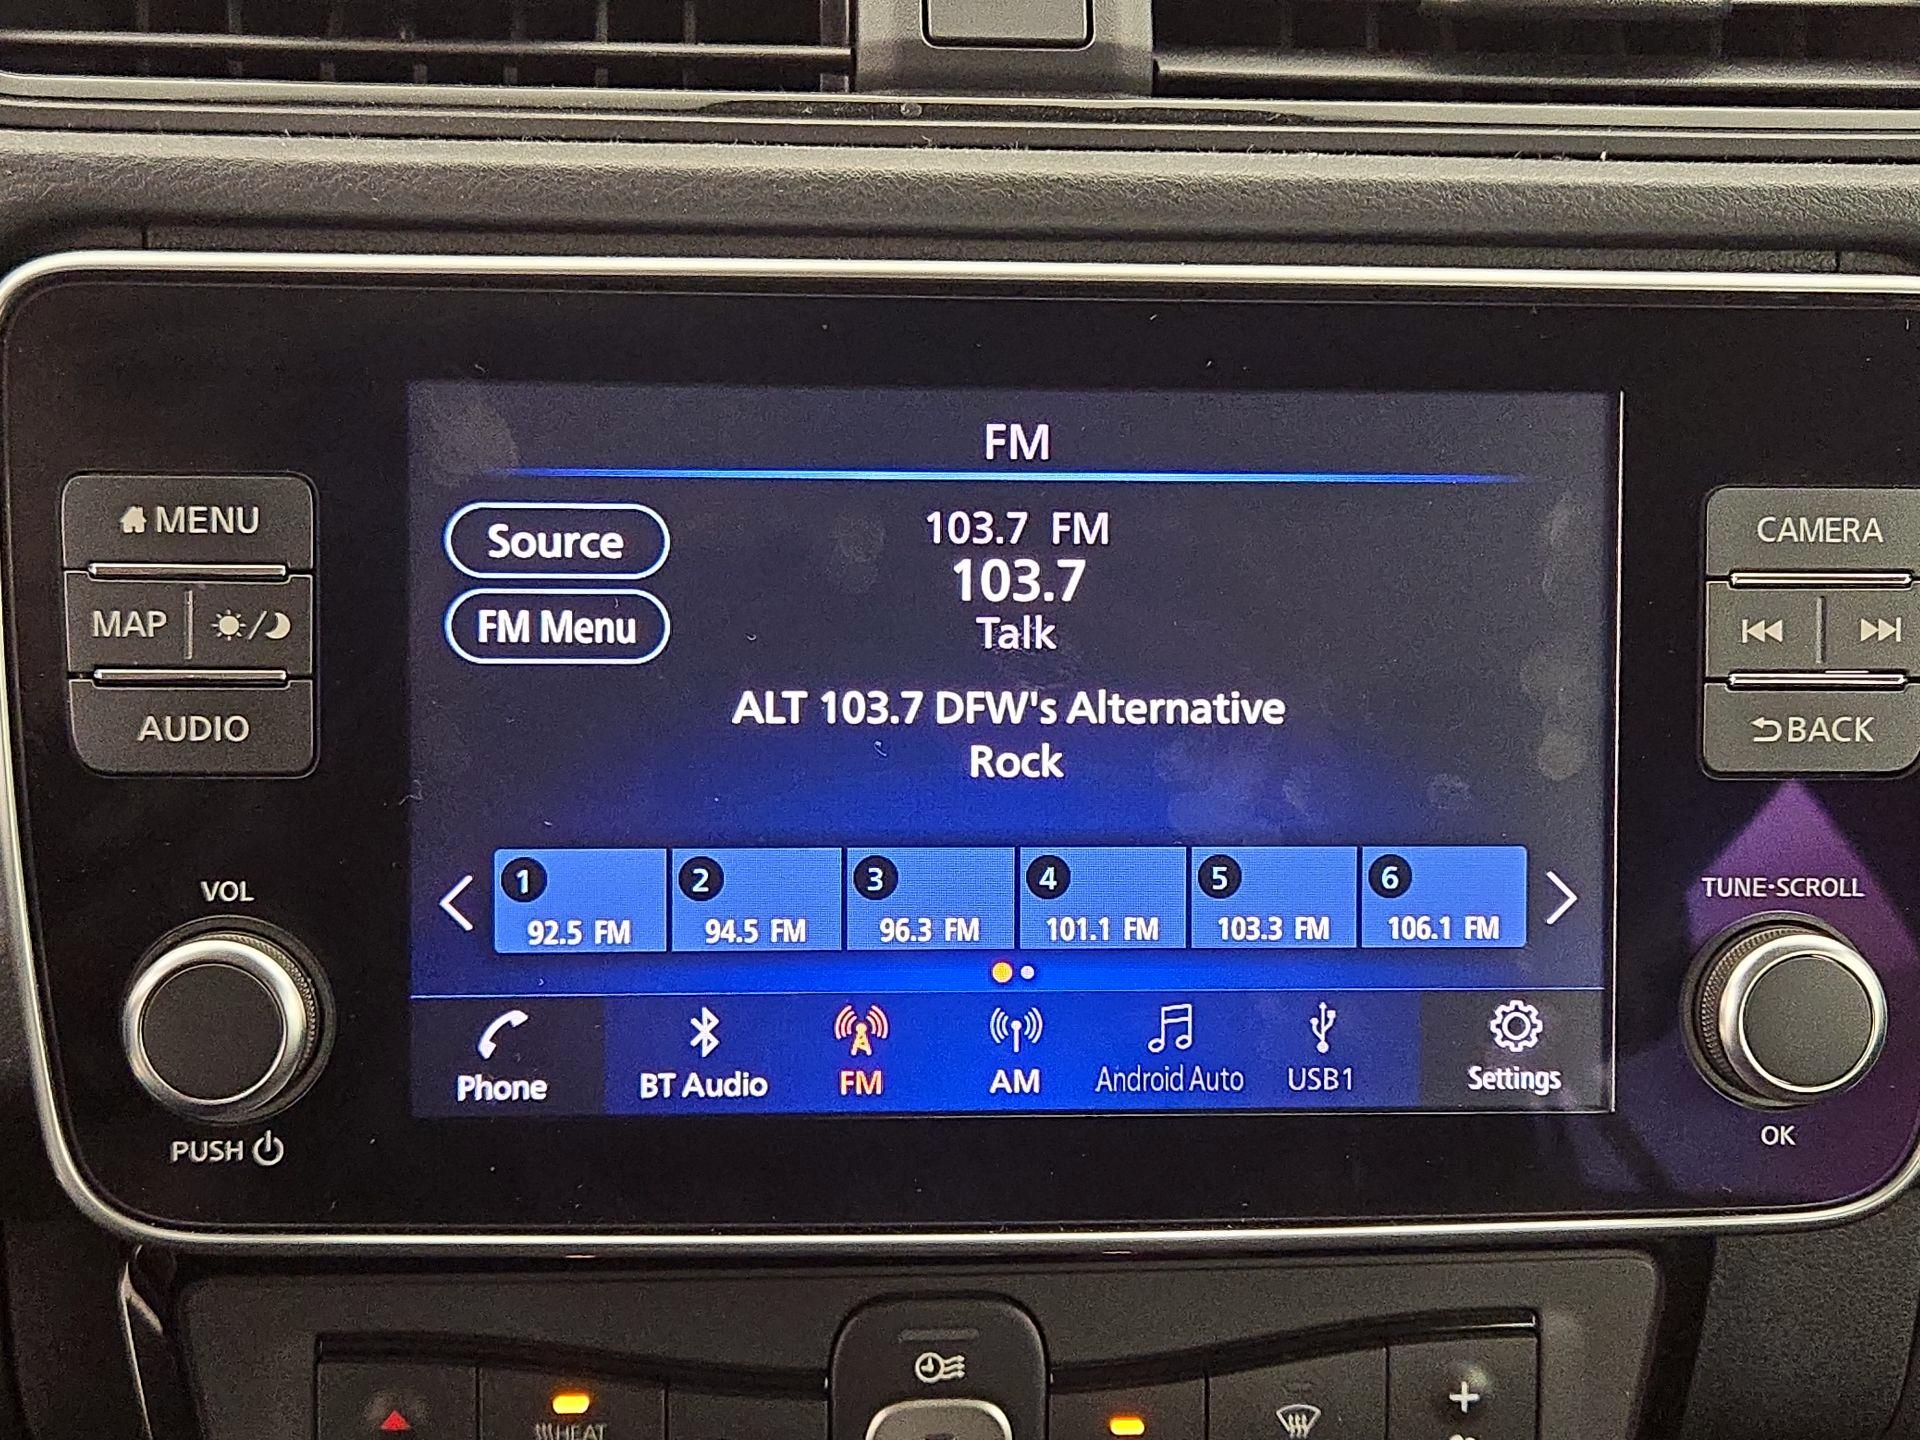 FM
Source
FM Menu
103.7 FM
103.7
Talk
ALT 103.7 DFW's Alternative
Rock
MENU
MAP
AUDIO
CAMERA
BACK
1
2
3
4
5
6
92.5 FM
94.5 FM
96.3 FM
101.1 FM
103.3 FM
106.1 FM
VOL
PUSH
TUNE·SCROLL
OK
Phone
BT Audio
FM
AM
Android Auto
USB1
Settings
HEAT